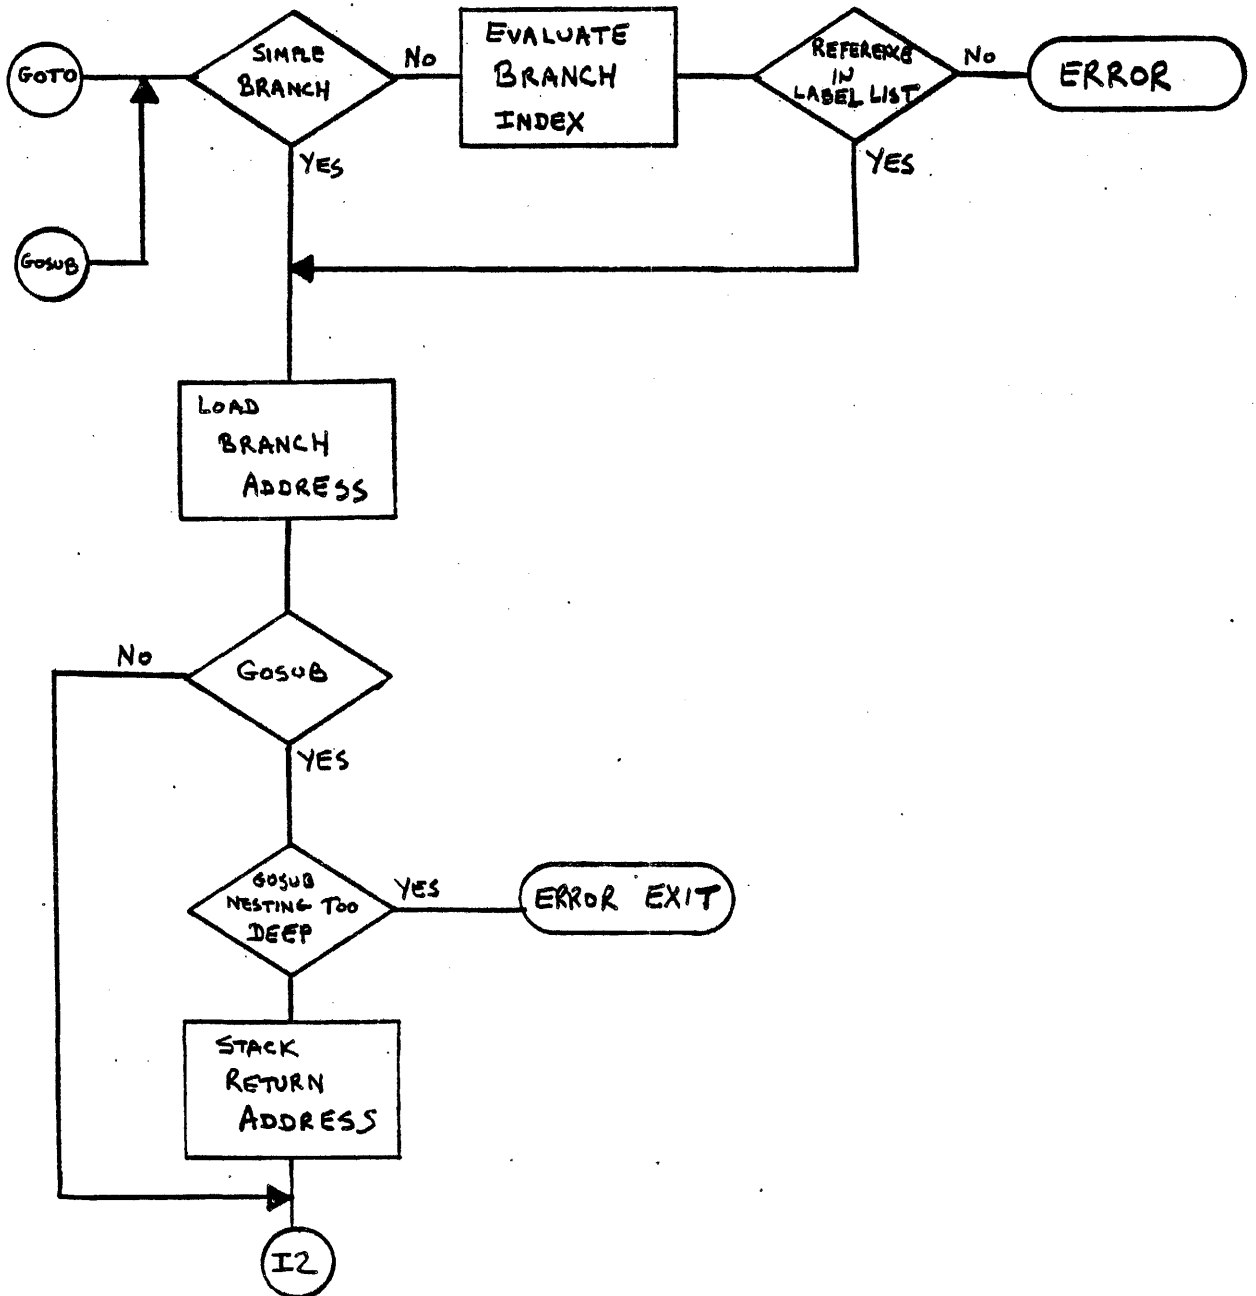 GOTO
SIMPLE
BRANCH
No
EVALUATE
BRANCH
INDEX
REFERENCE
IN
LABEL LIST
No
ERROR
YES
YES
GOSUB
LOAD
BRANCH
ADDRESS
No
GOSUB
YES
GOSUB
NESTING TOO
DEEP
YES
ERROR EXIT
STACK
RETURN
ADDRESS
I2